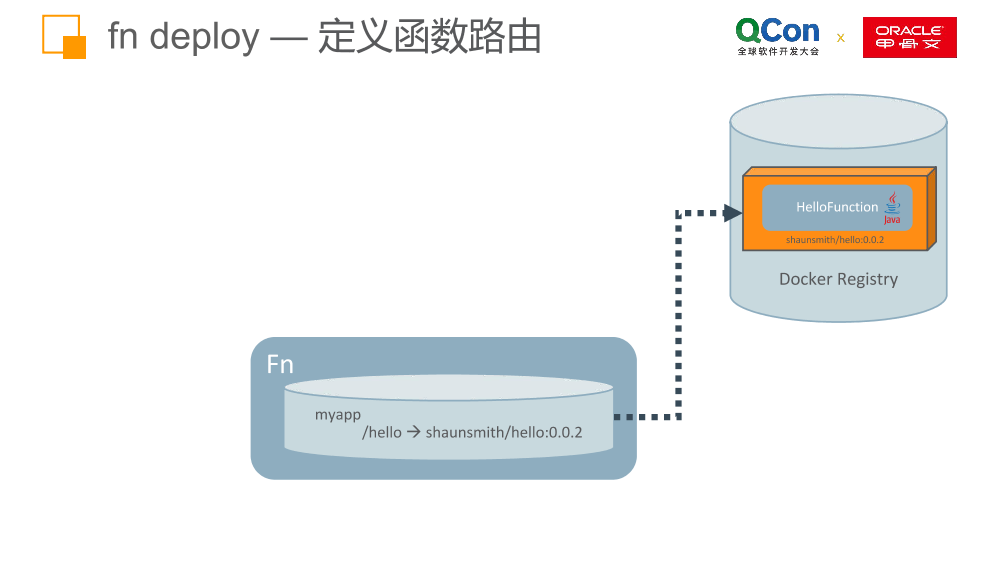 fn deploy — 定义函数路由
QCon
全球软件开发大会
x
ORACLE
甲骨文
HelloFunction
Java
shaunsmith/hello:0.0.2
Docker Registry
Fn
myapp
/hello → shaunsmith/hello:0.0.2